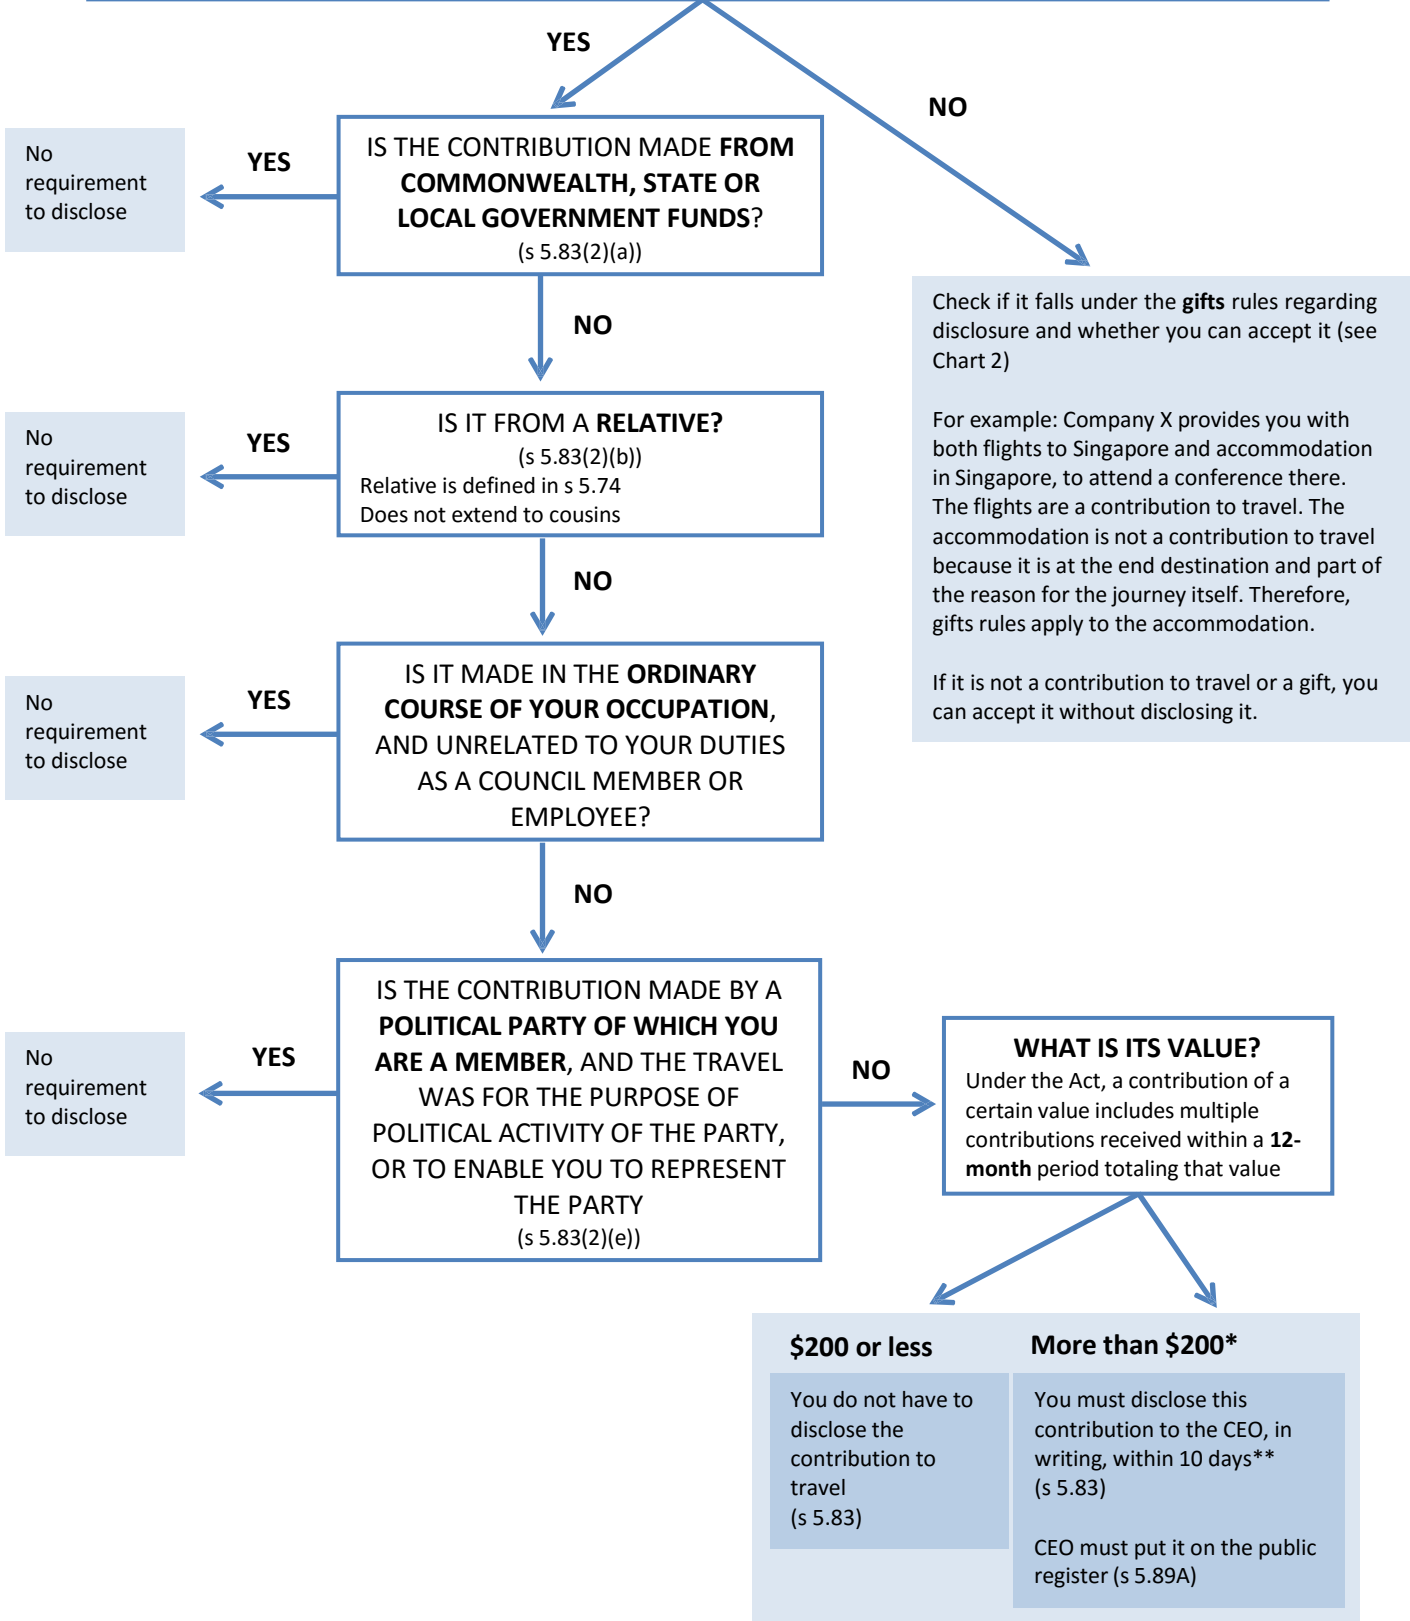 YES
NO
No
requirement
to disclose
YES
IS THE CONTRIBUTION MADE FROM
COMMONWEALTH, STATE OR
LOCAL GOVERNMENT FUNDS?
(s 5.83(2)(a))
NO
Check if it falls under the gifts rules regarding
disclosure and whether you can accept it (see
Chart 2)
For example: Company X provides you with
both flights to Singapore and accommodation
in Singapore, to attend a conference there.
The flights are a contribution to travel. The
accommodation is not a contribution to travel
because it is at the end destination and part of
the reason for the journey itself. Therefore,
gifts rules apply to the accommodation.
If it is not a contribution to travel or a gift, you
can accept it without disclosing it.
No
requirement
to disclose
YES
IS IT FROM A RELATIVE?
(s 5.83(2)(b))
Relative is defined in s 5.74
Does not extend to cousins
NO
No
requirement
to disclose
YES
IS IT MADE IN THE ORDINARY
COURSE OF YOUR OCCUPATION,
AND UNRELATED TO YOUR DUTIES
AS A COUNCIL MEMBER OR
EMPLOYEE?
NO
No
requirement
to disclose
YES
IS THE CONTRIBUTION MADE BY A
POLITICAL PARTY OF WHICH YOU
ARE A MEMBER, AND THE TRAVEL
WAS FOR THE PURPOSE OF
POLITICAL ACTIVITY OF THE PARTY,
OR TO ENABLE YOU TO REPRESENT
THE PARTY
(s 5.83(2)(e))
NO
WHAT IS ITS VALUE?
Under the Act, a contribution of a
certain value includes multiple
contributions received within a 12-
month period totaling that value
$200 or less
You do not have to
disclose the
contribution to
travel
(s 5.83)
More than $200*
You must disclose this
contribution to the CEO, in
writing, within 10 days**
(s 5.83)
CEO must put it on the public
register (s 5.89A)